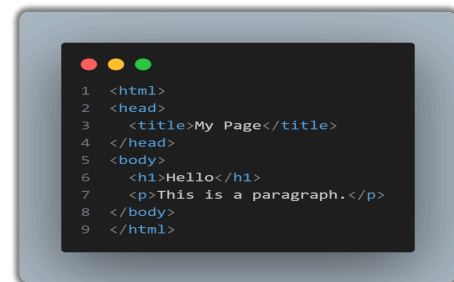 1 <html>
2 <head>
3   <title>My Page</title>
4 </head>
5 <body>
6   <h1>Hello</h1>
7   <p>This is a paragraph.</p>
8 </body>
9 </html>